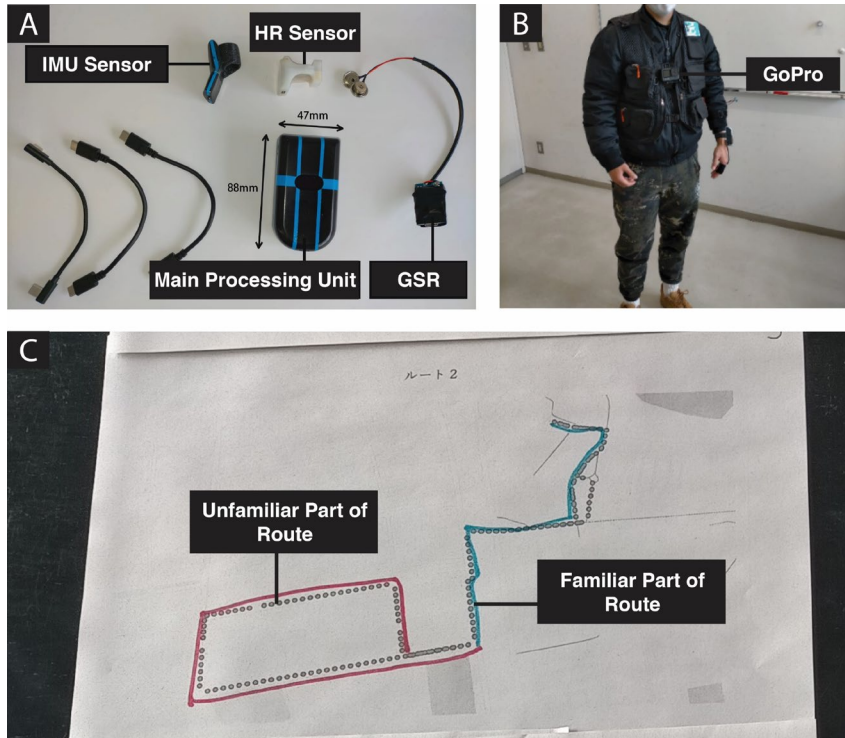 A
HR Sensor
IMU Sensor
47mm
88mm
Main Processing Unit
GSR
B
GoPro
C
ルート2
Unfamiliar Part of
Route
Familiar Part of
Route